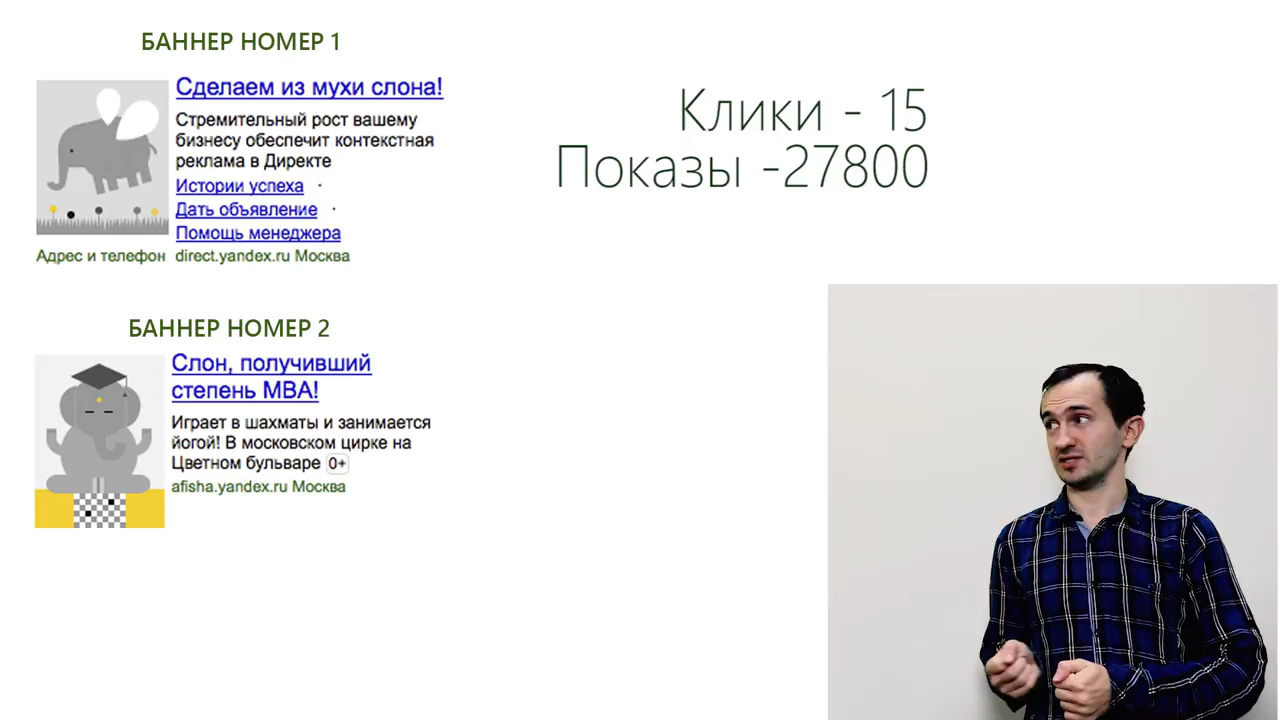 БАННЕР НОМЕР 1
Сделаем из мухи слона!
Стремительный рост вашему
бизнесу обеспечит контекстная
реклама в Директе
Истории успеха ·
Дать объявление ·
Помощь менеджера
Адрес и телефон direct.yandex.ru Москва
Клики - 15
Показы -27800
БАННЕР НОМЕР 2
Слон, получивший
степень MBA!
Играет в шахматы и занимается
йогой! В московском цирке на
Цветном бульваре 0+
afisha.yandex.ru Москва